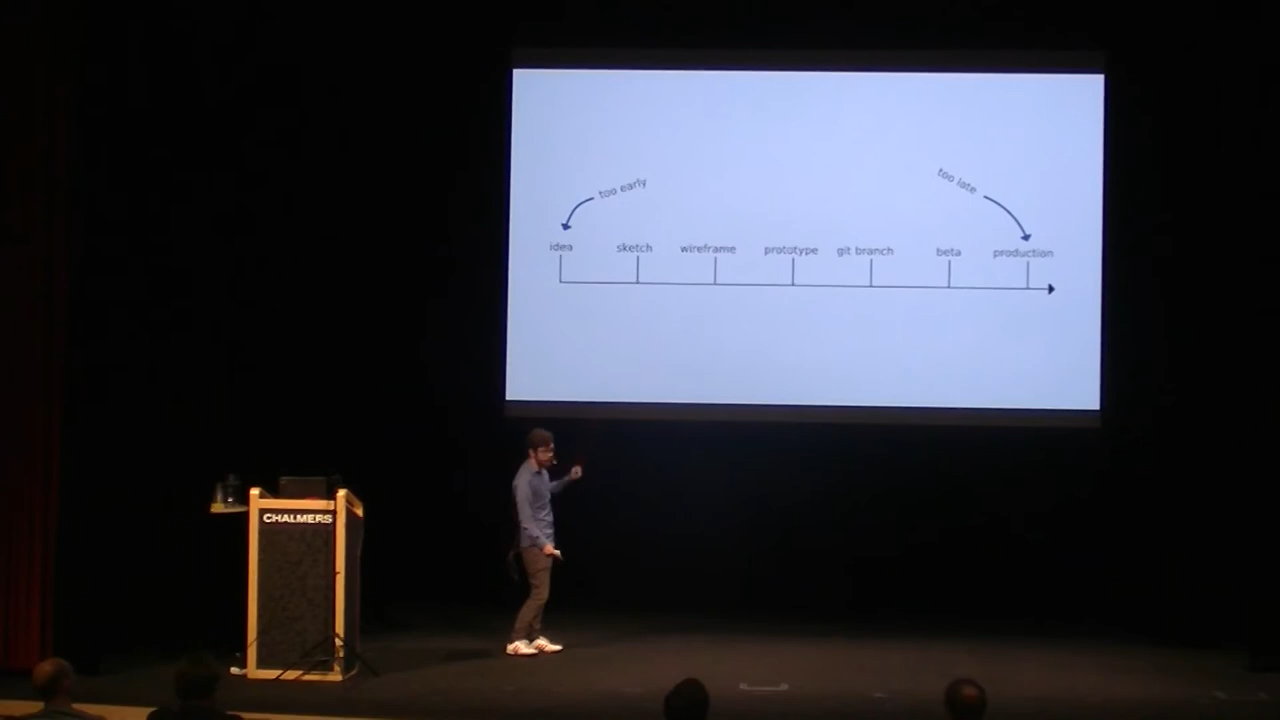 too early
too late
idea
sketch
wireframe
prototype
git branch
beta
production
CHALMERS